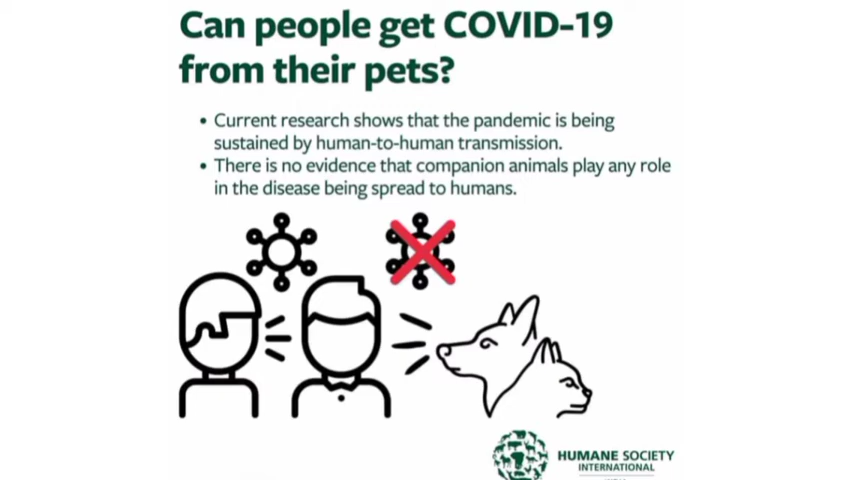 Can people get COVID-19
from their pets?
• Current research shows that the pandemic is being
sustained by human-to-human transmission.
• There is no evidence that companion animals play any role
in the disease being spread to humans.
HUMANE SOCIETY
INTERNATIONAL